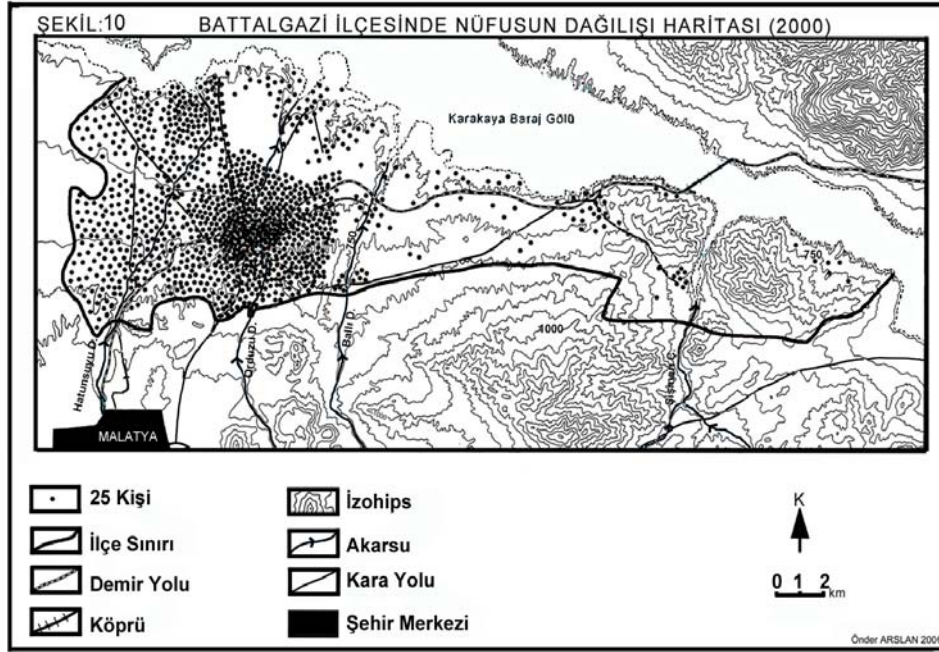 ŞEKİL:10 BATTALGAZİ İLÇESİNDE NÜFUSUN DAĞILIŞI HARİTASI (2000)
Karakaya Baraj Gölü
750
1000
Hatunsuyu D.
Orduzu D.
Ballı D.
MALATYA
25 Kişi
İlçe Sınırı
Demir Yolu
Köprü
İzohips
Akarsu
Kara Yolu
Şehir Merkezi
K
0 1 2
km
Önder ARSLAN 2006